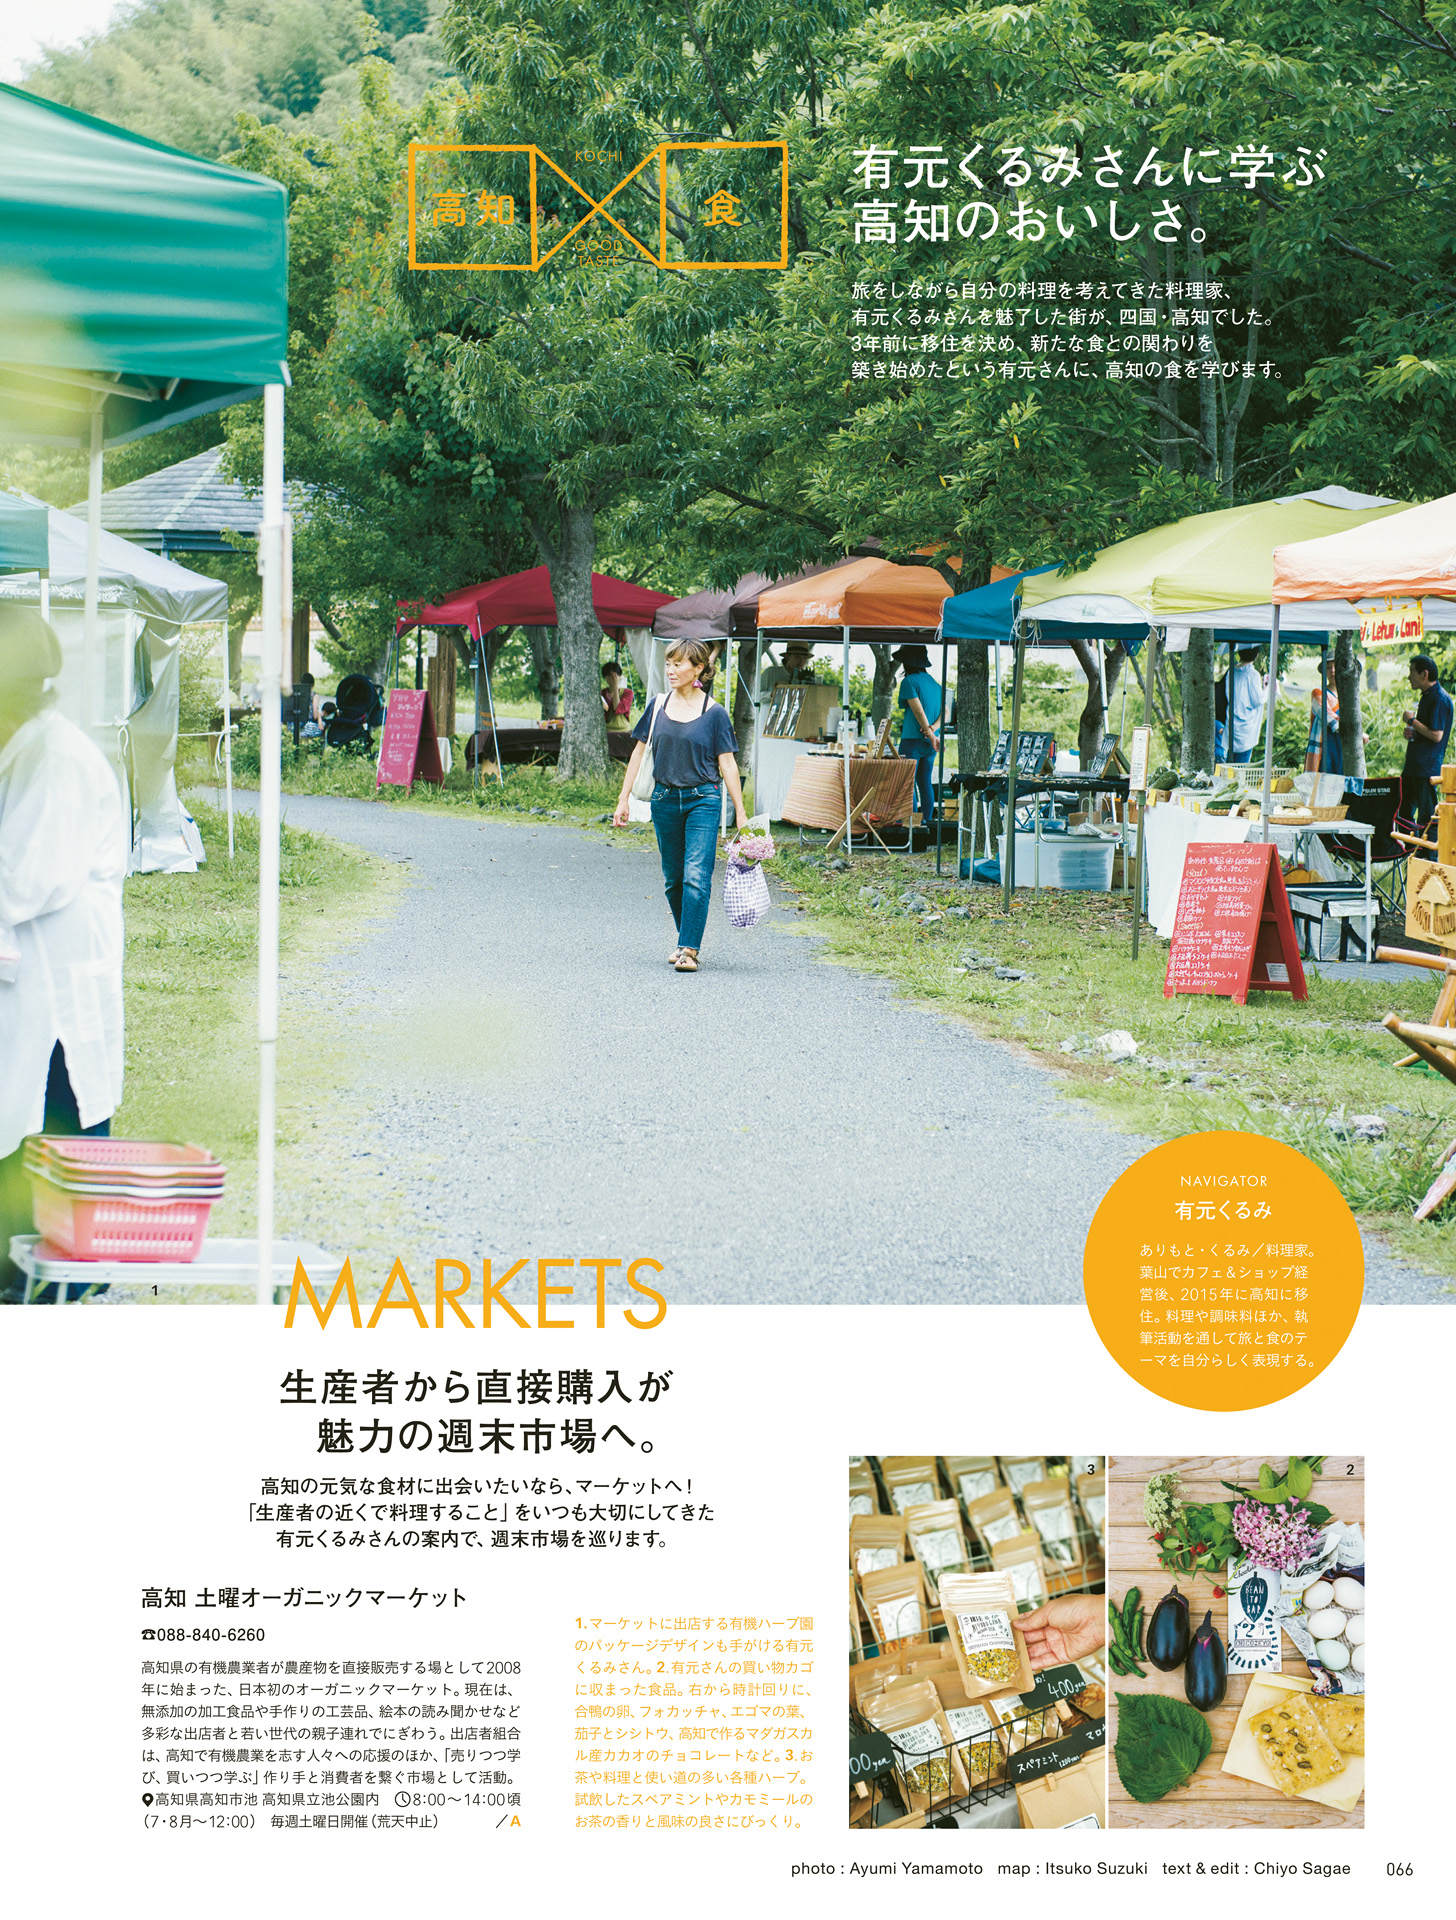 高知
KOCHI
GOOD
TASTE
食
有元くるみさんに学ぶ
高知のおいしさ。
旅をしながら自分の料理を考えてきた料理家、
有元くるみさんを魅了した街が、四国・高知でした。
3年前に移住を決め、新たな食との関わりを
築き始めたという有元さんに、高知の食を学びます。
NAVIGATOR
有元くるみ
ありもと・くるみ／料理家。
葉山でカフェ＆ショップ経
営後、2015年に高知に移
住。料理や調味料ほか、執
筆活動を通して旅と食のテ
ーマを自分らしく表現する。
1
MARKETS
生産者から直接購入が
魅力の週末市場へ。
高知の元気な食材に出会いたいなら、マーケットへ！
「生産者の近くで料理すること」をいつも大切にしてきた
有元くるみさんの案内で、週末市場を巡ります。
高知 土曜オーガニックマーケット
☎088-840-6260
高知県の有機農業者が農産物を直接販売する場として2008
年に始まった、日本初のオーガニックマーケット。現在は、
無添加の加工食品や手作りの工芸品、絵本の読み聞かせなど
多彩な出店者と若い世代の親子連れでにぎわう。出店者組合
は、高知で有機農業を志す人々への応援のほか、「売りつつ学
び、買いつつ学ぶ」作り手と消費者を繋ぐ市場として活動。
高知県高知市池 高知県立池公園内 8:00〜14:00頃
（7・8月〜12:00） 毎週土曜日開催（荒天中止） ／A
1.マーケットに出店する有機ハーブ園
のパッケージデザインも手がける有元
くるみさん。2.有元さんの買い物カゴ
に収まった食品。右から時計回りに、
合鴨の卵、フォカッチャ、エゴマの葉、
茄子とシシトウ、高知で作るマダガスカ
ル産カカオのチョコレートなど。3.お
茶や料理と使い道の多い各種ハーブ。
試飲したスペアミントやカモミールの
お茶の香りと風味の良さにびっくり。
3
400yen
00yen
スペアミント
2
BEAN
TO
BAR
photo : Ayumi Yamamoto map : Itsuko Suzuki text & edit : Chiyo Sagae
066